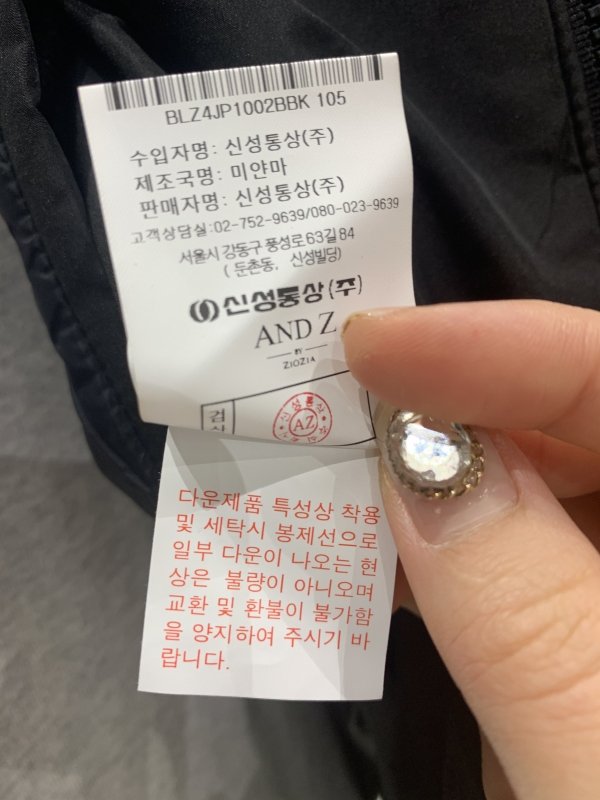 BLZ4JP1002BBK 105
수입자명: 신성통상(주)
제조국명: 미얀마
판매자명: 신성통상(주)
고객상담실:02-752-9639/080-023-9639
서울시 강동구 풍성로63길 84
( 둔촌동, 신성빌딩)
신성통상(주)
AND Z
BY
ZIOZIA
검
AZ
다운제품 특성상 착용
및 세탁시 봉제선으로
일부 다운이 나오는 현
상은 불량이 아니오며
교환 및 환불이 불가함
을 양지하여 주시기 바
랍니다.